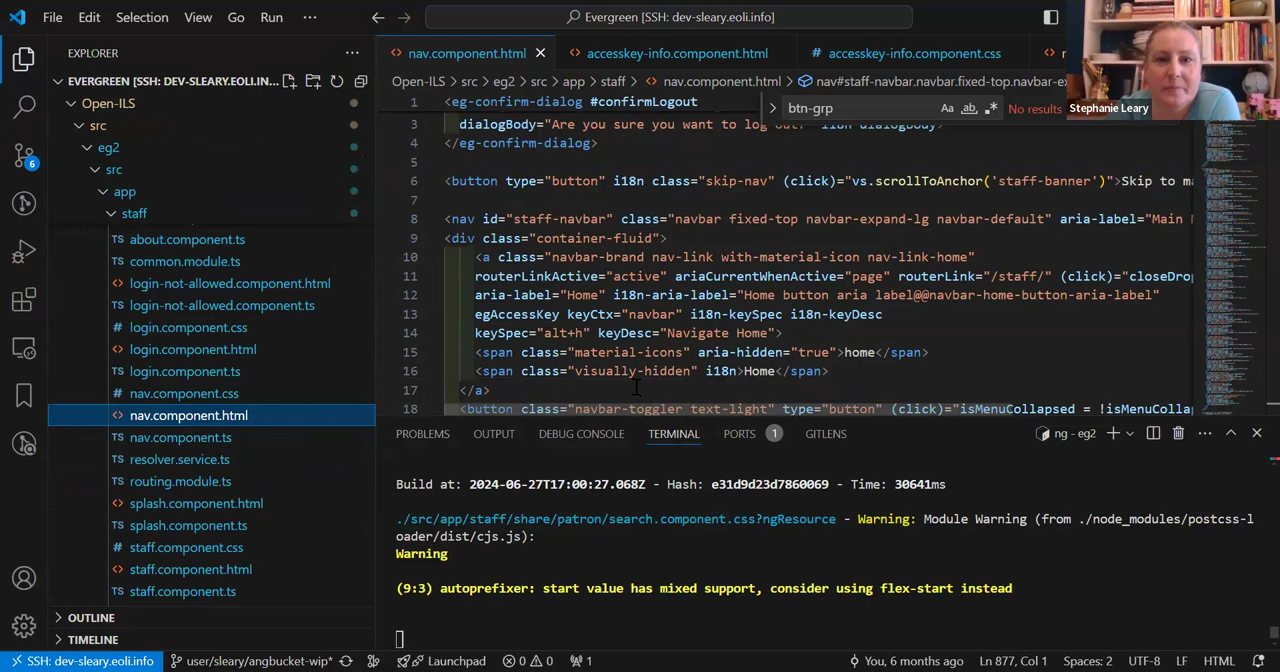 File Edit Selection View Go Run ···
Evergreen [SSH: dev-sleary.eoli.info]
EXPLORER
EVERGREEN [SSH: DEV-SLEARY.EOLI.IN...
Open-ILS
src
eg2
src
app
staff
TS about.component.ts
TS common.module.ts
<> login-not-allowed.component.html
TS login-not-allowed.component.ts
# login.component.css
<> login.component.html
TS login.component.ts
# nav.component.css
<> nav.component.html
TS nav.component.ts
TS resolver.service.ts
TS routing.module.ts
<> splash.component.html
TS splash.component.ts
# staff.component.css
<> staff.component.html
TS staff.component.ts
OUTLINE
TIMELINE
6
<> nav.component.html
<> accesskey-info.component.html
# accesskey-info.component.css
<>
Open-ILS > src > eg2 > src > app > staff > <> nav.component.html > nav#staff-navbar.navbar.fixed-top.navbar-ex
btn-grp Aa ab .* No results
Stephanie Leary
1 <eg-confirm-dialog #confirmLogout
3 dialogBody="Are you sure you want to log out?" i18n-dialogBody>
4 </eg-confirm-dialog>
5
6 <button type="button" i18n class="skip-nav" (click)="vs.scrollToAnchor('staff-banner')">Skip to ma
7
8 <nav id="staff-navbar" class="navbar fixed-top navbar-expand-lg navbar-default" aria-label="Main
9 <div class="container-fluid">
10 <a class="navbar-brand nav-link with-material-icon nav-link-home"
11 routerLinkActive="active" ariaCurrentWhenActive="page" routerLink="/staff/" (click)="closeDrop
12 aria-label="Home" i18n-aria-label="Home button aria label@@navbar-home-button-aria-label"
13 egAccessKey keyCtx="navbar" i18n-keySpec i18n-keyDesc
14 keySpec="alt+h" keyDesc="Navigate Home">
15 <span class="material-icons" aria-hidden="true">home</span>
16 <span class="visually-hidden" i18n>Home</span>
17 </a>
18 <button class="navbar-toggler text-light" type="button" (click)="isMenuCollapsed = !isMenuCollap
PROBLEMS OUTPUT DEBUG CONSOLE TERMINAL PORTS 1 GITLENS
ng - eg2
Build at: 2024-06-27T17:00:27.068Z - Hash: e31d9d23d7860069 - Time: 30641ms
./src/app/staff/share/patron/search.component.css?ngResource - Warning: Module Warning (from ./node_modules/postcss-l
oader/dist/cjs.js):
Warning
(9:3) autoprefixer: start value has mixed support, consider using flex-start instead
SSH: dev-sleary.eoli.info user/sleary/angbucket-wip* Launchpad 0 0 1 You, 6 months ago Ln 877, Col 1 Spaces: 2 UTF-8 LF HTML